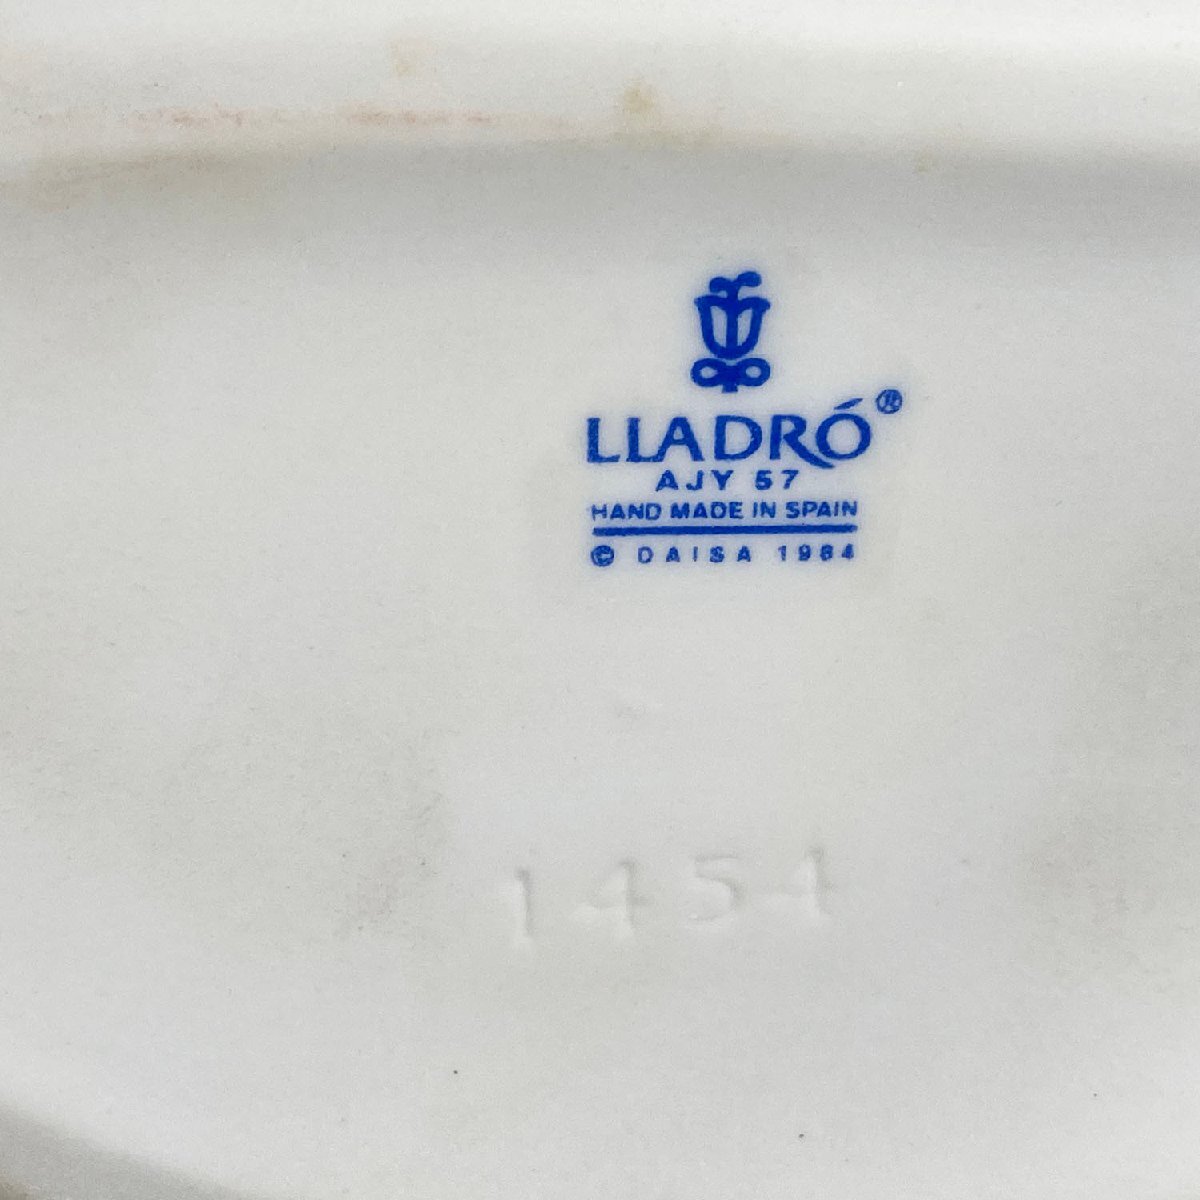 LLADRÓ®
AJY 57
HAND MADE IN SPAIN
© DAISA 1984
1454